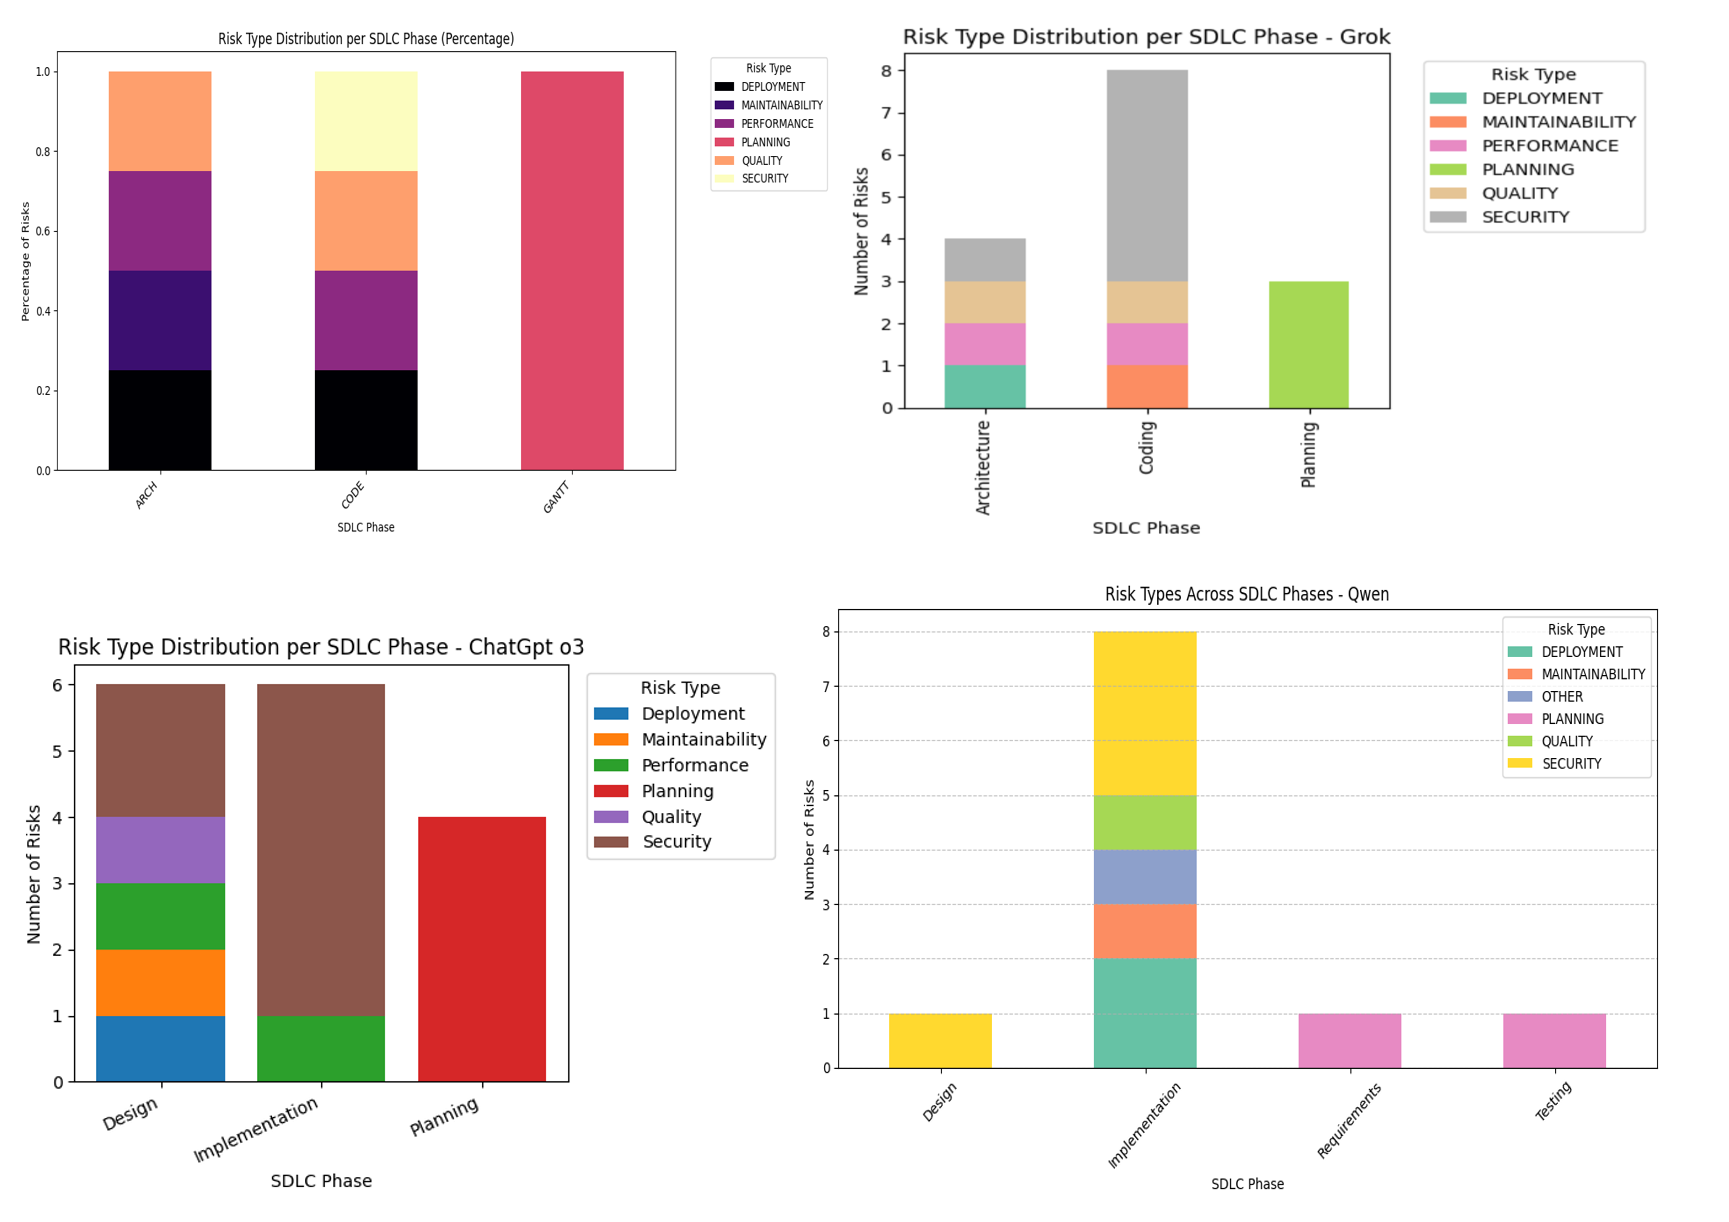 Risk Type Distribution per SDLC Phase (Percentage)
Percentage of Risks
1.0
0.8
0.6
0.4
0.2
0.0
ARCH
CODE
GANTT
SDLC Phase
Risk Type
DEPLOYMENT
MAINTAINABILITY
PERFORMANCE
PLANNING
QUALITY
SECURITY
Risk Type Distribution per SDLC Phase - Grok
Number of Risks
8
7
6
5
4
3
2
1
0
Architecture
Coding
Planning
SDLC Phase
Risk Type
DEPLOYMENT
MAINTAINABILITY
PERFORMANCE
PLANNING
QUALITY
SECURITY
Risk Type Distribution per SDLC Phase - ChatGpt o3
Number of Risks
6
5
4
3
2
1
0
Design
Implementation
Planning
SDLC Phase
Risk Type
Deployment
Maintainability
Performance
Planning
Quality
Security
Risk Types Across SDLC Phases - Qwen
Number of Risks
8
7
6
5
4
3
2
1
0
Design
Implementation
Requirements
Testing
SDLC Phase
Risk Type
DEPLOYMENT
MAINTAINABILITY
OTHER
PLANNING
QUALITY
SECURITY